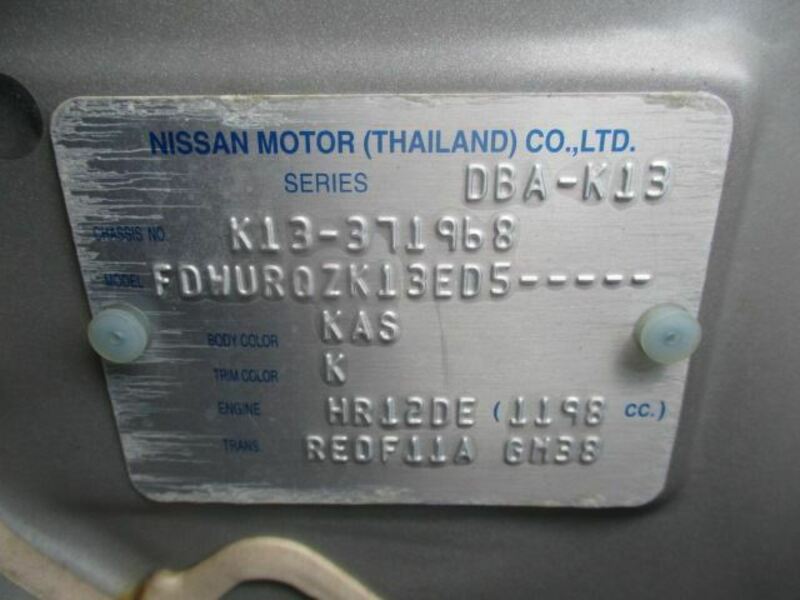 NISSAN MOTOR (THAILAND) CO.,LTD.
SERIES DBA-K13
CHASSIS NO. K13-371968
MODEL FDWURQZK13ED5-----
BODY COLOR KAS
TRIM COLOR K
ENGINE HR12DE (1198 CC.)
TRANS. RE0F11A GM38